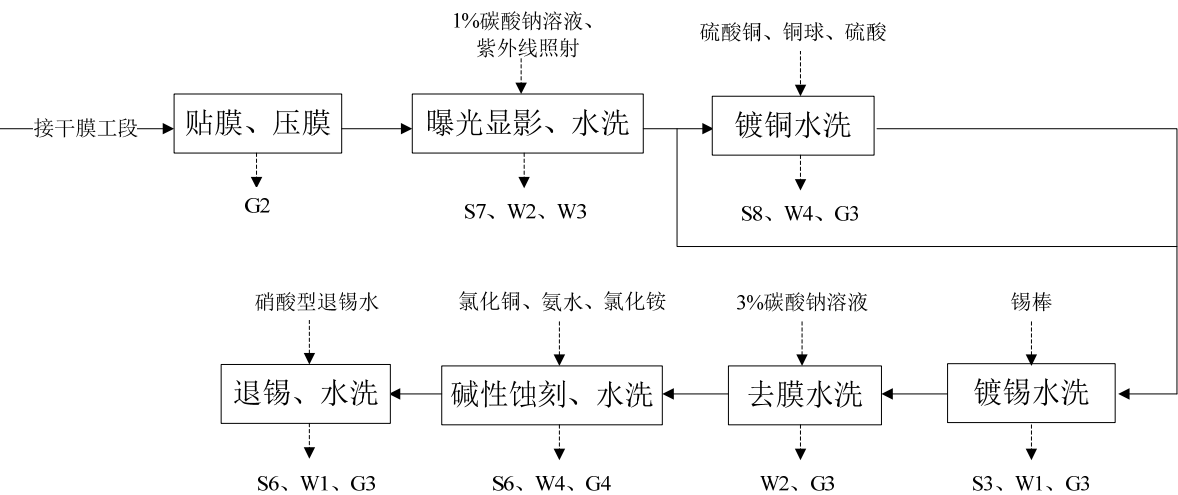 1%碳酸钠溶液、
紫外线照射
硫酸铜、铜球、硫酸
接干膜工段
贴膜、压膜
曝光显影、水洗
镀铜水洗
G2
S7、W2、W3
S8、W4、G3
硝酸型退锡水
氯化铜、氨水、氯化铵
3%碳酸钠溶液
锡棒
退锡、水洗
碱性蚀刻、水洗
去膜水洗
镀锡水洗
S6、W1、G3
S6、W4、G4
W2、G3
S3、W1、G3